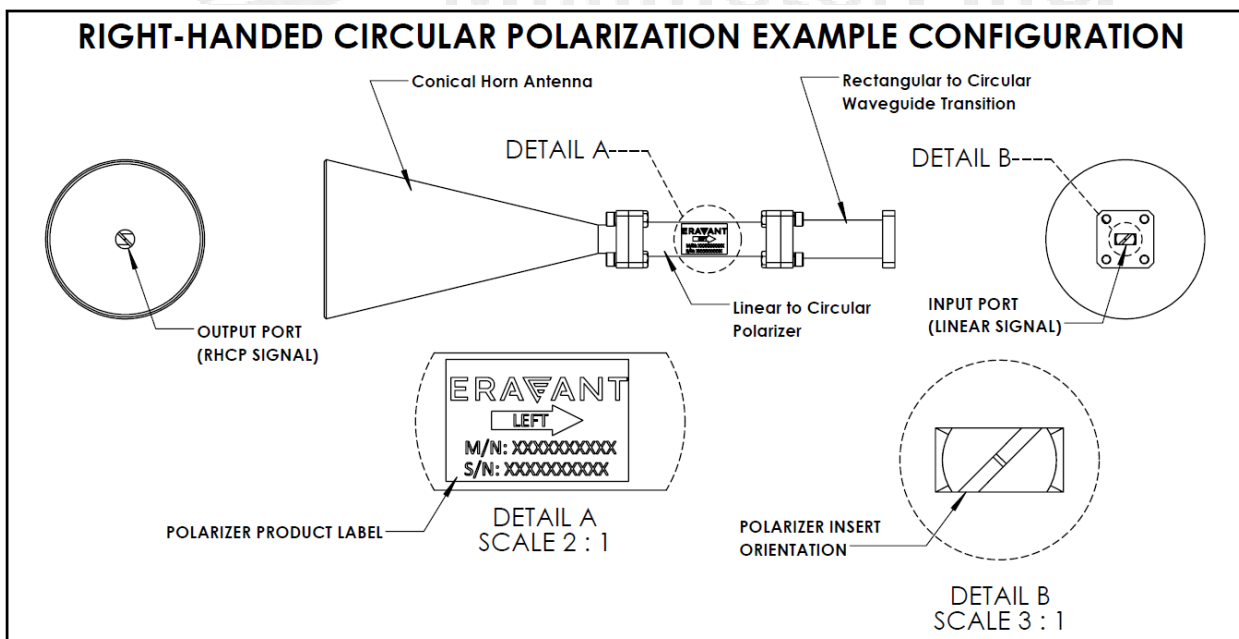 RIGHT-HANDED CIRCULAR POLARIZATION EXAMPLE CONFIGURATION
Conical Horn Antenna
Rectangular to Circular
Waveguide Transition
DETAIL A
DETAIL B
ERAVANT
OUTPUT PORT
(RHCP SIGNAL)
Linear to Circular
Polarizer
INPUT PORT
(LINEAR SIGNAL)
ERAVANT
LEFT
M/N: XXXXXXXXXXX
S/N: XXXXXXXXXX
POLARIZER PRODUCT LABEL
DETAIL A
SCALE 2 : 1
POLARIZER INSERT
ORIENTATION
DETAIL B
SCALE 3 : 1